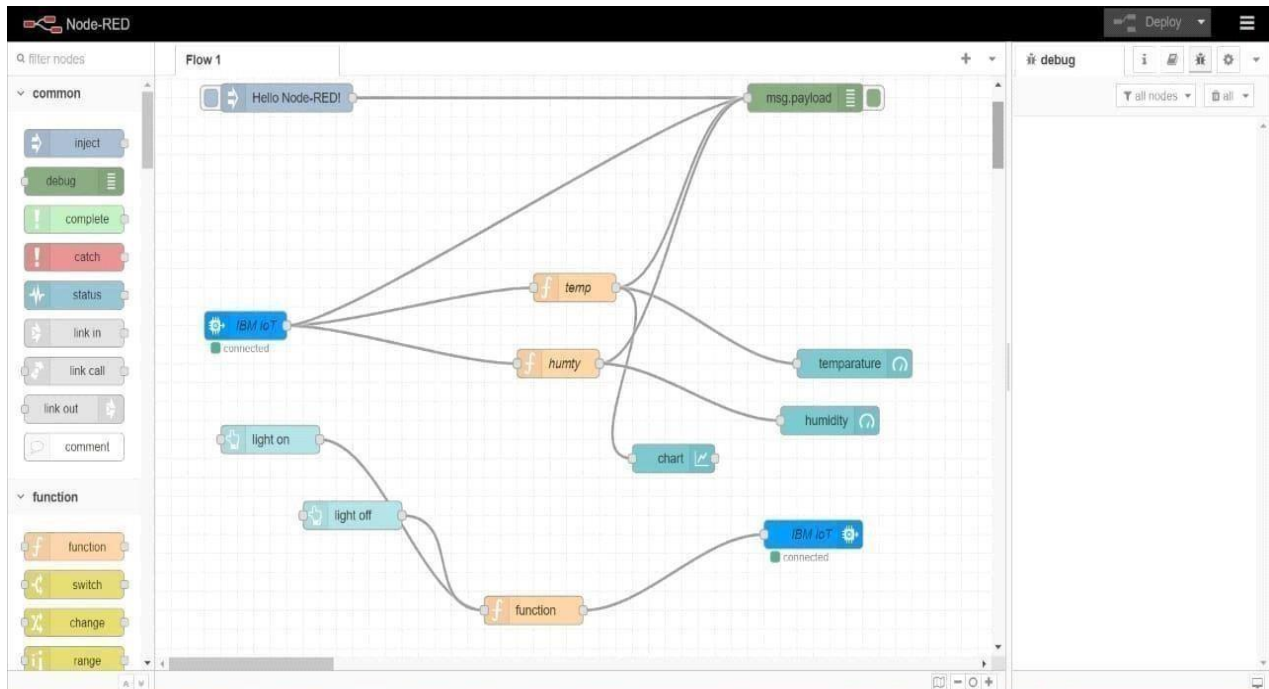 Node-RED
Deploy
filter nodes
Flow 1
debug
i
all nodes
all
common
inject
debug
complete
catch
status
link in
link call
link out
comment
function
function
switch
change
range
Hello Node-RED!
msg.payload
temp
IBM IoT
connected
humty
temparature
humidity
light on
chart
light off
IBM IoT
connected
function